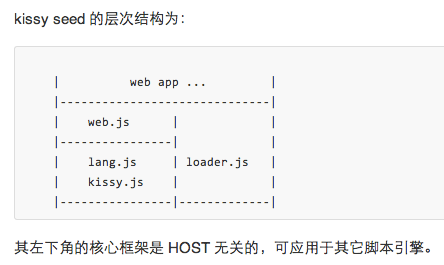 kissy seed 的层次结构为：
|          web app ...         |
|------------------------------|
|    web.js      |             |
|----------------|             |
|    lang.js     | loader.js   |
|    kissy.js    |             |
|----------------|-------------|
其左下角的核心框架是 HOST 无关的，可应用于其它脚本引擎。